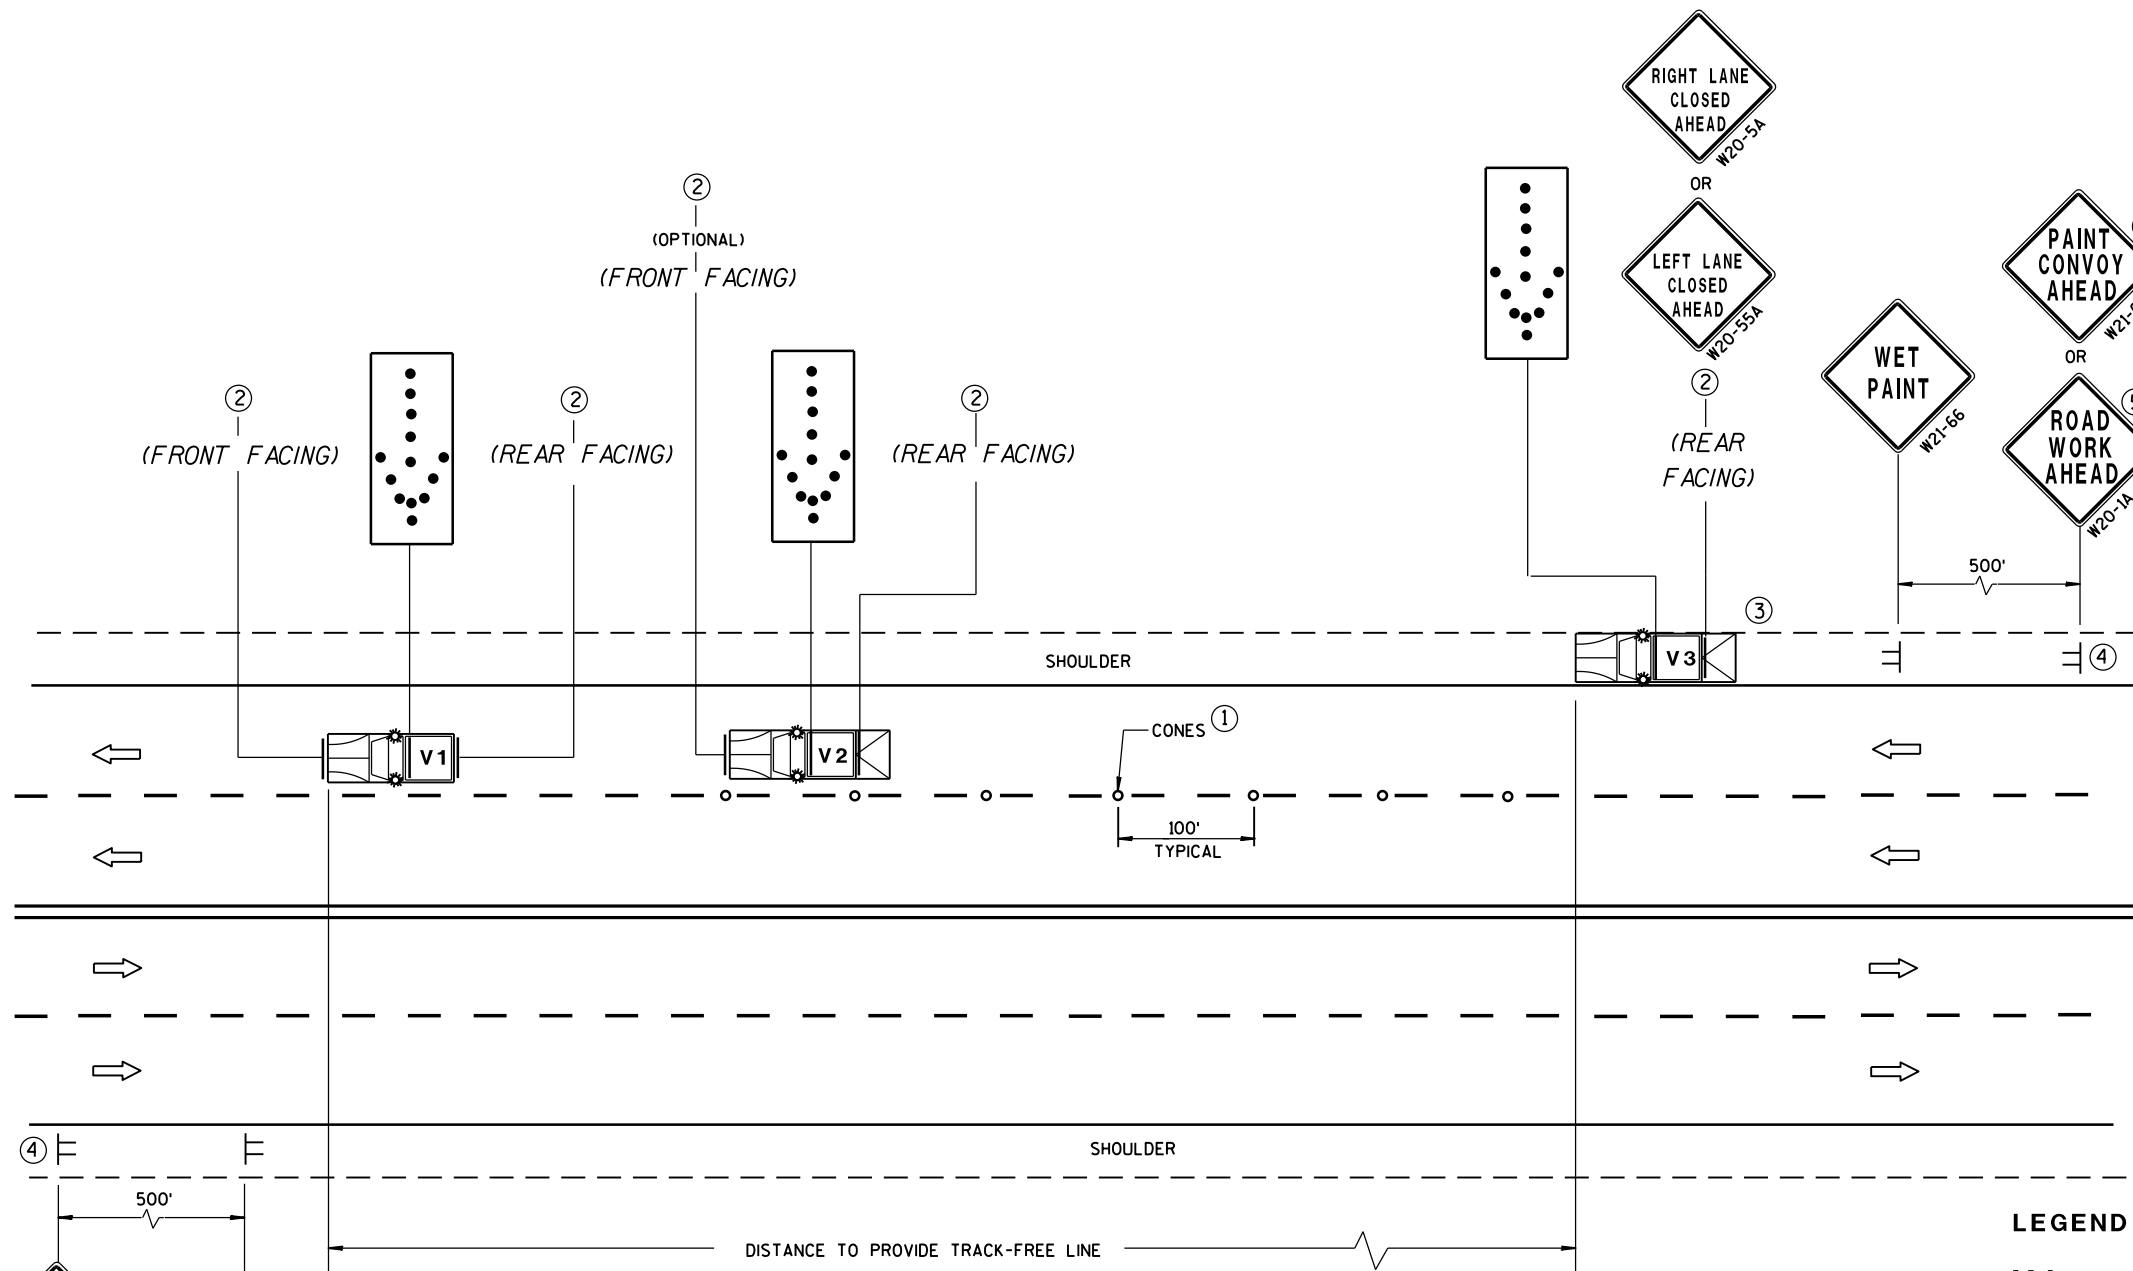 RIGHT LANE
CLOSED
AHEAD
W20-5A
OR
LEFT LANE
CLOSED
AHEAD
W20-55A
2
(REAR
FACING)
PAINT
CONVOY
AHEAD
OR
ROAD
WORK
AHEAD
W20-1A
WET
PAINT
W21-66
500'
2
(OPTIONAL)
(FRONT FACING)
2
(FRONT FACING)
2
(REAR FACING)
2
(REAR FACING)
3
SHOULDER
V3
4
V1
V2
CONES 1
100'
TYPICAL
4
SHOULDER
500'
DISTANCE TO PROVIDE TRACK-FREE LINE
LEGEND